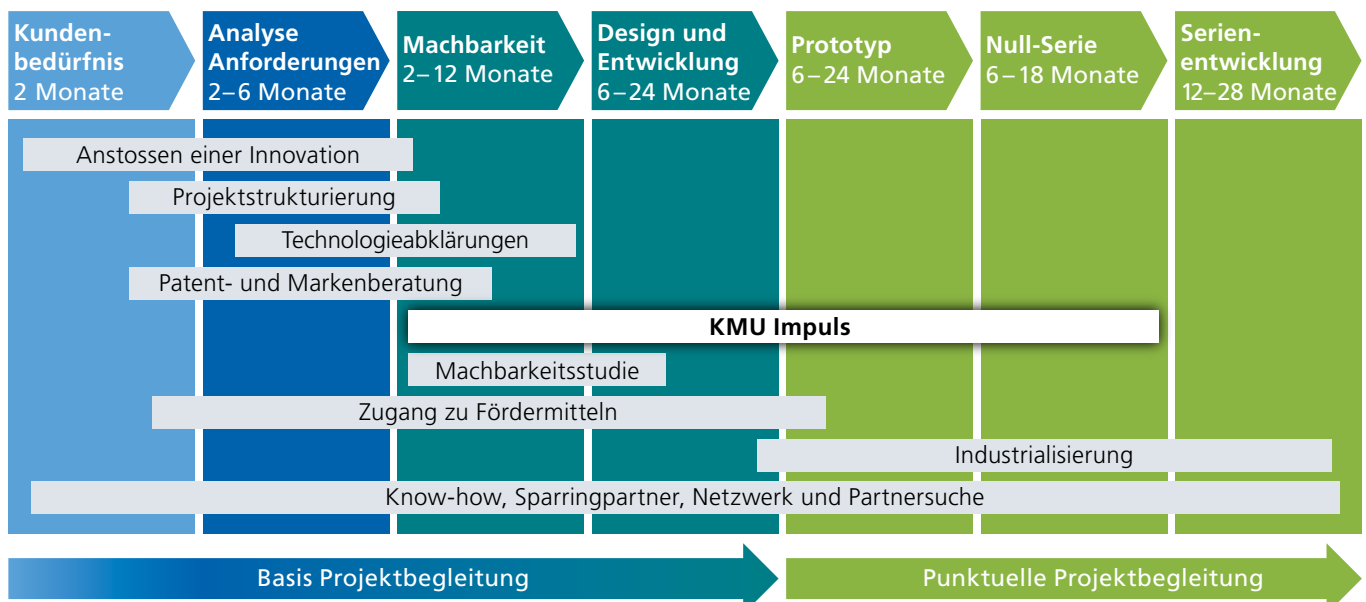 Kunden-
bedürfnis
2 Monate
Analyse
Anforderungen
2–6 Monate
Machbarkeit
2–12 Monate
Design und
Entwicklung
6–24 Monate
Prototyp
6–24 Monate
Null-Serie
6–18 Monate
Serien-
entwicklung
12–28 Monate
Anstossen einer Innovation
Projektstrukturierung
Technologieabklärungen
Patent- und Markenberatung
KMU Impuls
Machbarkeitsstudie
Zugang zu Fördermitteln
Industrialisierung
Know-how, Sparringpartner, Netzwerk und Partnersuche
Basis Projektbegleitung
Punktuelle Projektbegleitung